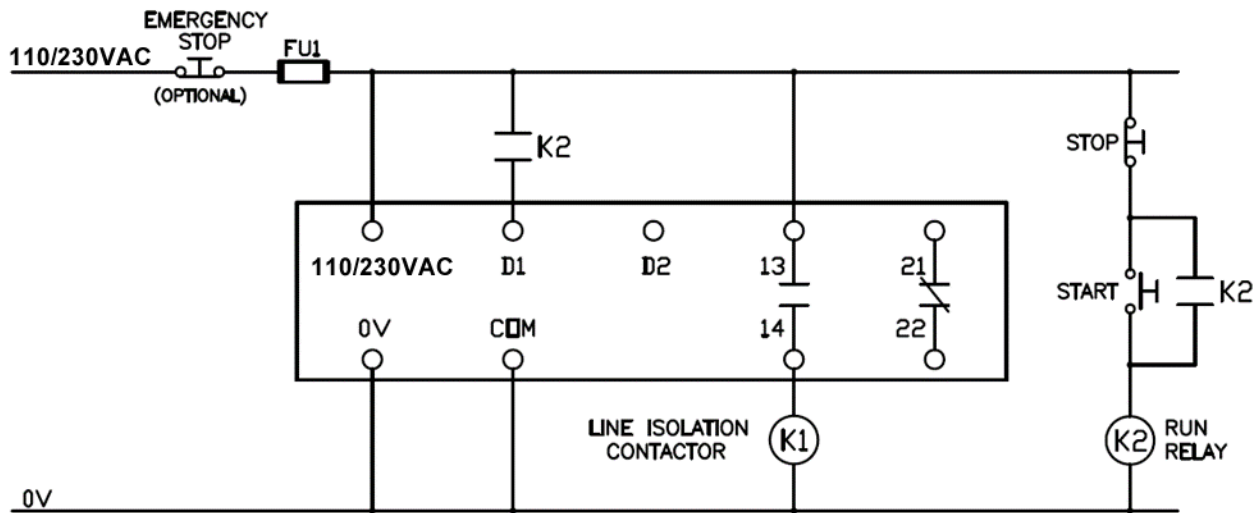 EMERGENCY
STOP
110/230VAC
FU1
(OPTIONAL)
K2
STOP
110/230VAC
D1
D2
13
21
START
K2
0V
COM
14
22
LINE ISOLATION
CONTACTOR
K1
K2
RUN
RELAY
0V